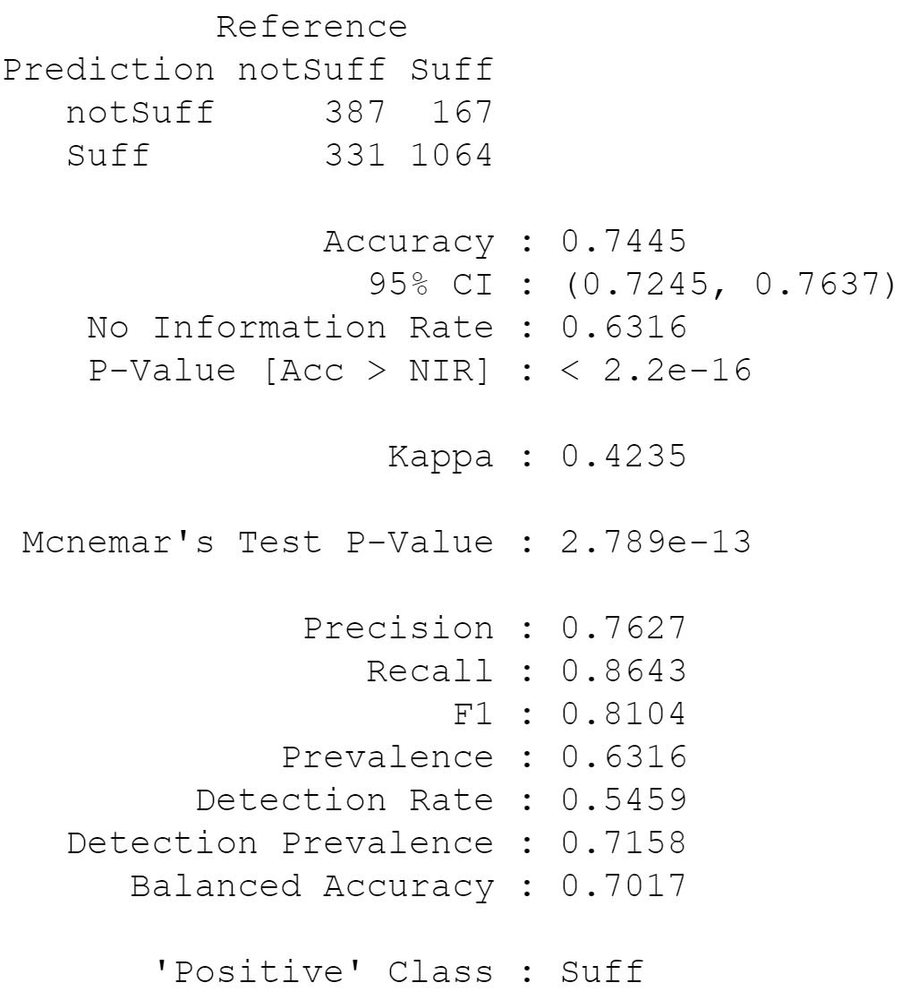 Reference
Prediction notSuff Suff
notSuff 387 167
Suff 331 1064
Accuracy : 0.7445
95% CI : (0.7245, 0.7637)
No Information Rate : 0.6316
P-Value [Acc > NIR] : < 2.2e-16
Kappa : 0.4235
Mcnemar's Test P-Value : 2.789e-13
Precision : 0.7627
Recall : 0.8643
F1 : 0.8104
Prevalence : 0.6316
Detection Rate : 0.5459
Detection Prevalence : 0.7158
Balanced Accuracy : 0.7017
'Positive' Class : Suff